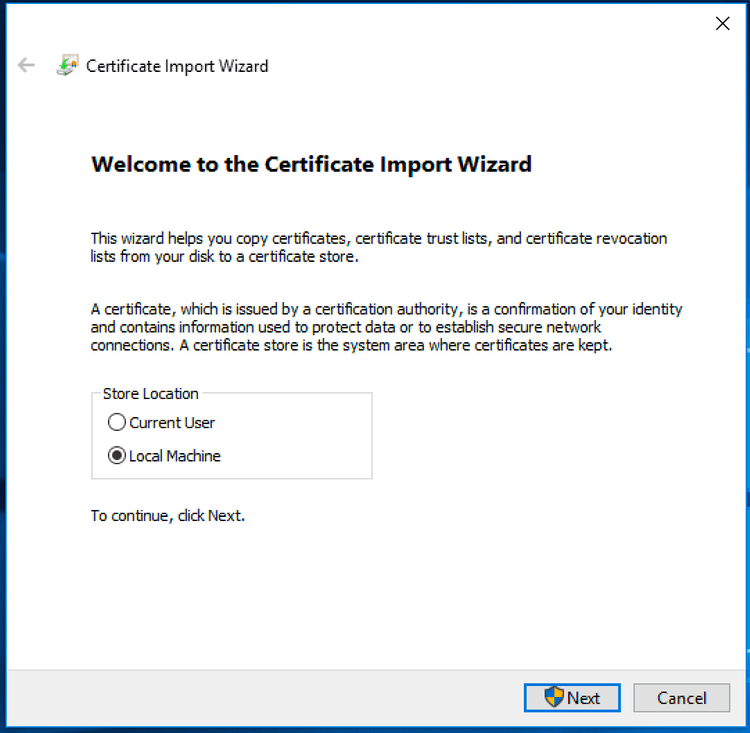 Certificate Import Wizard
Welcome to the Certificate Import Wizard
This wizard helps you copy certificates, certificate trust lists, and certificate revocation
lists from your disk to a certificate store.
A certificate, which is issued by a certification authority, is a confirmation of your identity
and contains information used to protect data or to establish secure network
connections. A certificate store is the system area where certificates are kept.
Store Location
Current User
Local Machine
To continue, click Next.
Next
Cancel